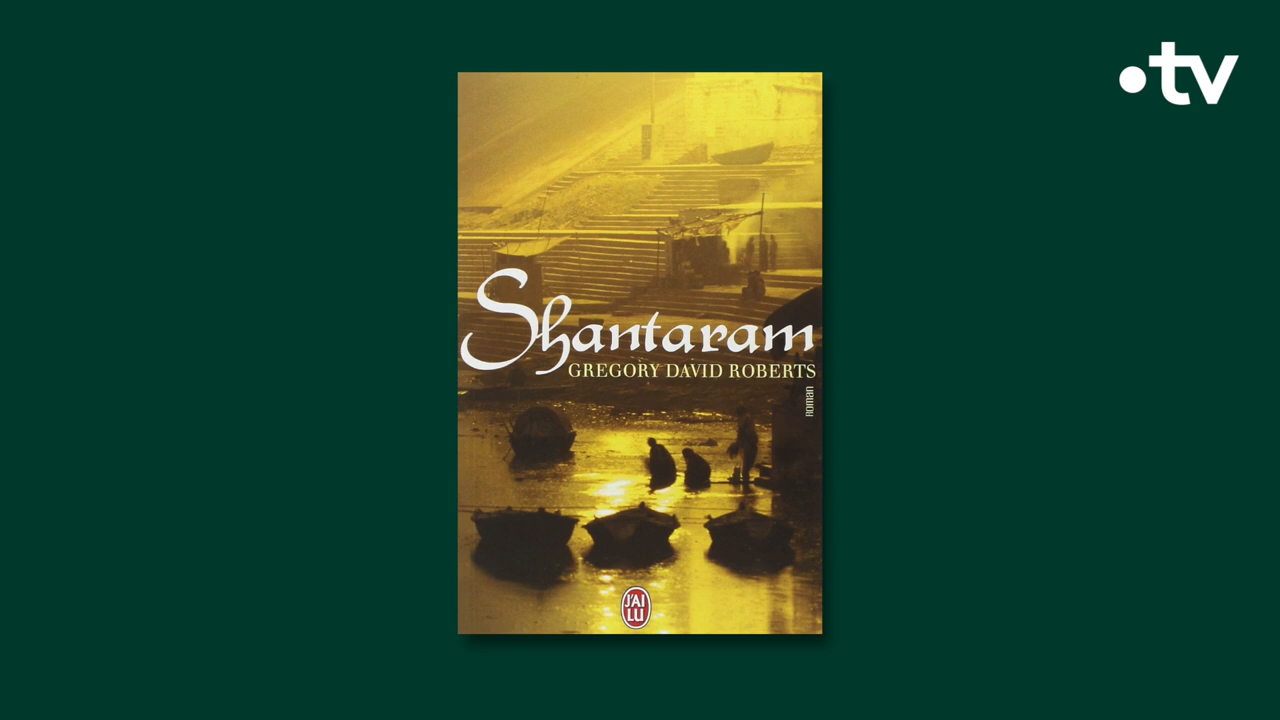 •tv
Shantaram
GREGORY DAVID ROBERTS
Roman
J'AI
LU